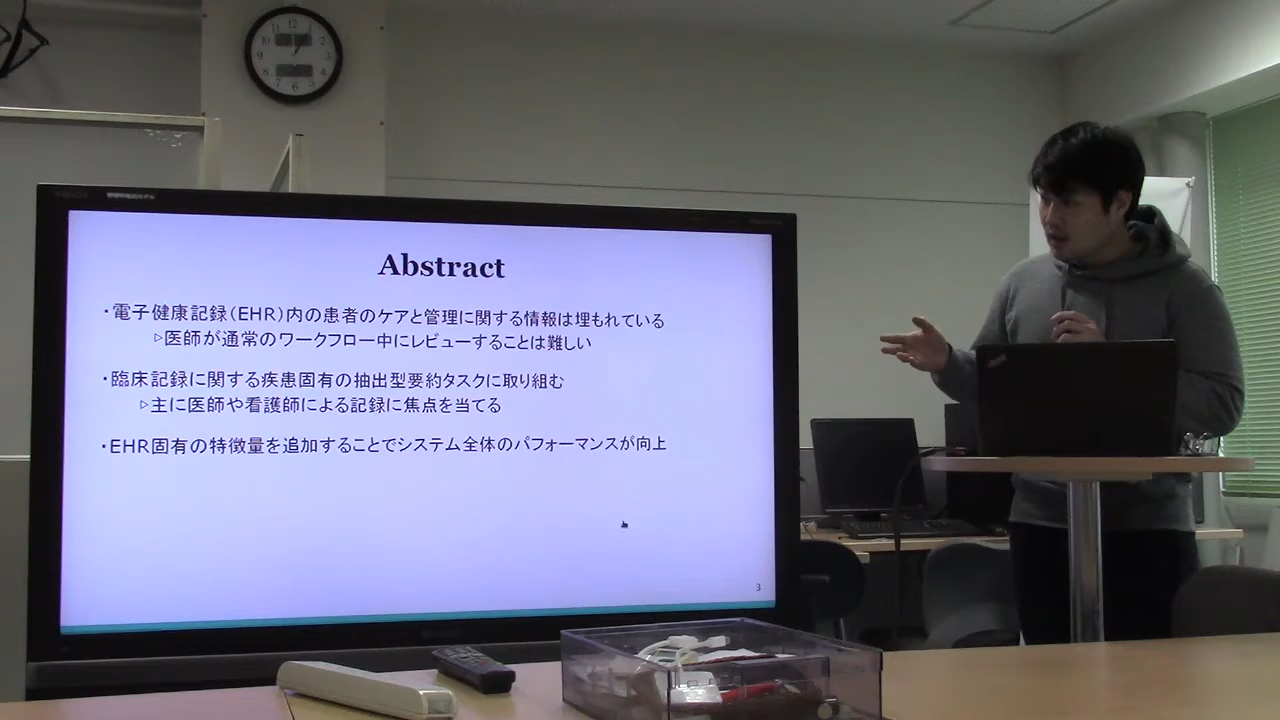 Abstract
・電子健康記録(EHR)内の患者のケアと管理に関する情報は埋もれている
▷医師が通常のワークフロー中にレビューすることは難しい
・臨床記録に関する疾患固有の抽出型要約タスクに取り組む
▷主に医師や看護師による記録に焦点を当てる
・EHR固有の特徴量を追加することでシステム全体のパフォーマンスが向上
3